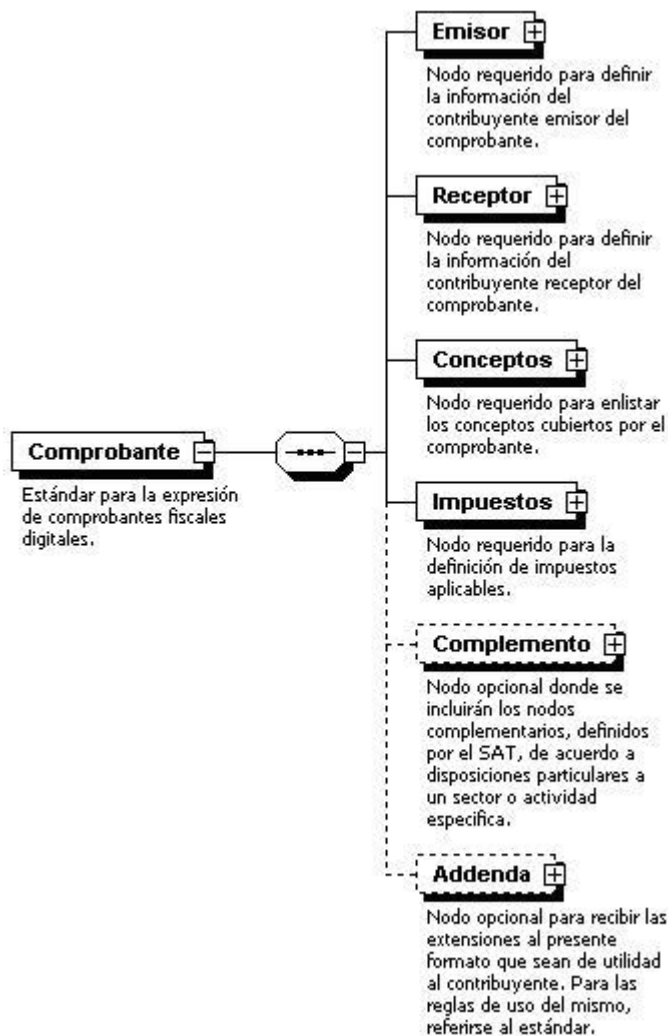 Emisor
Nodo requerido para definir
la información del
contribuyente emisor del
comprobante.
Receptor
Nodo requerido para definir
la información del
contribuyente receptor del
comprobante.
Conceptos
Nodo requerido para enlistar
los conceptos cubiertos por el
comprobante.
Comprobante
Estándar para la expresión
de comprobantes fiscales
digitales.
Impuestos
Nodo requerido para la
definición de impuestos
aplicables.
Complemento
Nodo opcional donde se
incluirán los nodos
complementarios, definidos
por el SAT, de acuerdo a
disposiciones particulares a
un sector o actividad
especifica.
Addenda
Nodo opcional para recibir las
extensiones al presente
formato que sean de utilidad
al contribuyente. Para las
reglas de uso del mismo,
referirse al estándar.